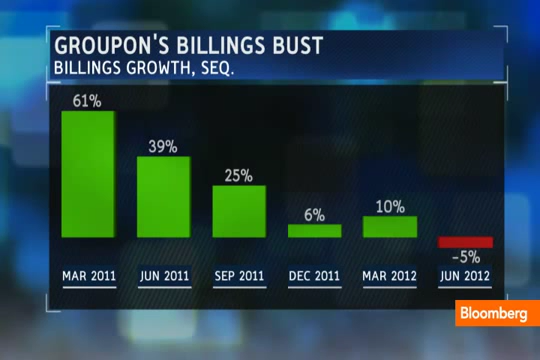 GROUPON'S BILLINGS BUST
BILLINGS GROWTH, SEQ.
61%
39%
25%
6%
10%
-5%
MAR 2011 JUN 2011 SEP 2011 DEC 2011 MAR 2012 JUN 2012
Bloomberg